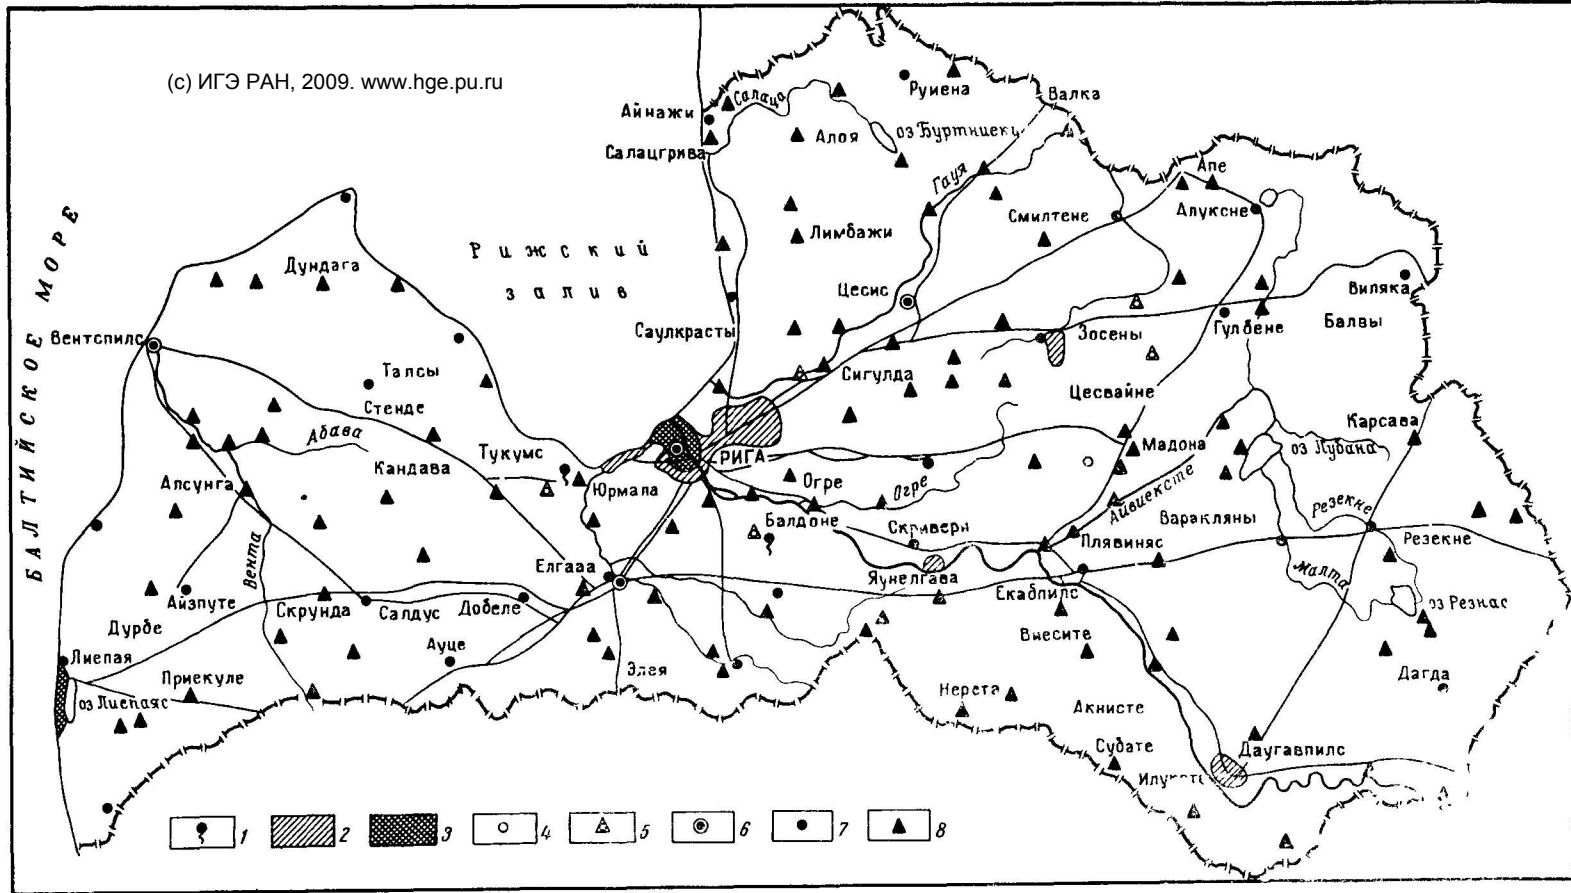 (с) ИГЭ РАН, 2009. www.hge.pu.ru
БАЛТИЙСКОЕ МОРЕ
Рижский
залив
Айнажи
Салацгрива
Салаца
Алоя
Руиена
оз Буртниеку
Валка
Гауя
Апе
Алуксне
Смилтене
Лимбажи
Дундага
Вентспилс
Талсы
Стенде
Абава
Кандава
Тукумс
Саулкрасты
Цесис
Сигулда
Зосены
Гулбене
Виляка
Балвы
Цесвайне
Карсава
Мадона
оз Лубана
РИГА
Юрмала
Огре
Огре
Алсунга
Вента
Балдоне
Скривери
Айвиексте
Варакляны
Резекне
Резекне
Плявиняс
Малта
Елгава
Яунелгава
Екабпилс
оз Резнас
Айзпуте
Скрунда
Салдус
Добеле
Дурбе
Ауце
Виесите
Лиепая
оз Лиепаяс
Приекуле
Элея
Нерета
Акнисте
Дагда
Субате
Даугавпилс
1 2 3 4 5 6 7 8